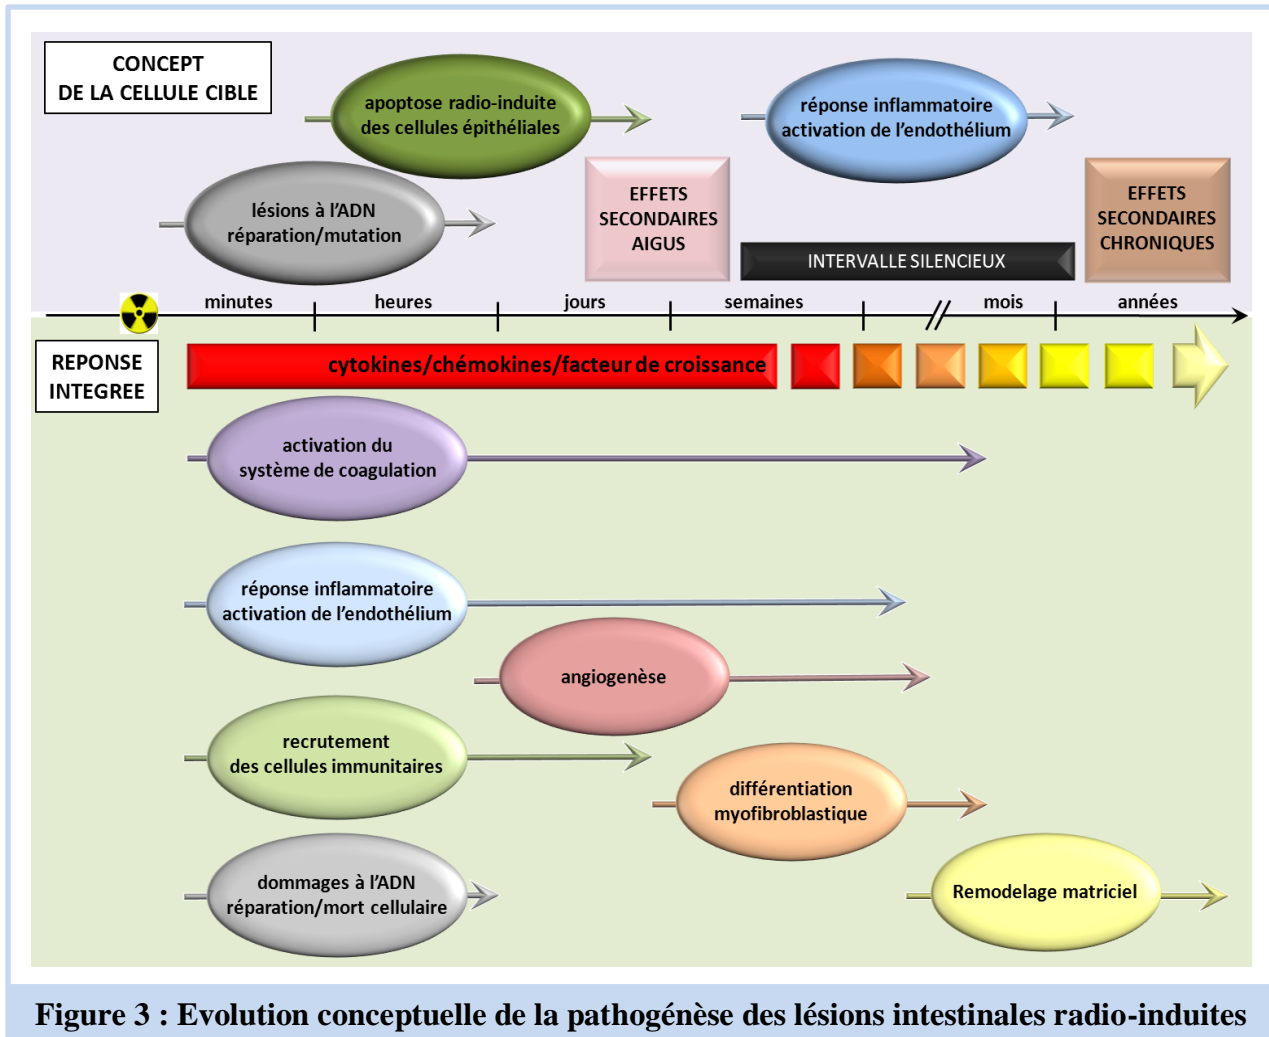 CONCEPT
DE LA CELLULE CIBLE
apoptose radio-induite
des cellules épithéliales
réponse inflammatoire
activation de l'endothélium
lésions à l'ADN
réparation/mutation
EFFETS
SECONDAIRES
AIGUS
EFFETS
SECONDAIRES
CHRONIQUES
INTERVALLE SILENCIEUX
minutes heures jours semaines mois années
REPONSE
INTEGREE
cytokines/chémokines/facteur de croissance
activation du
système de coagulation
réponse inflammatoire
activation de l'endothélium
angiogenèse
recrutement
des cellules immunitaires
différentiation
myofibroblastique
dommages à l'ADN
réparation/mort cellulaire
Remodelage matriciel
Figure 3 : Evolution conceptuelle de la pathogénèse des lésions intestinales radio-induites